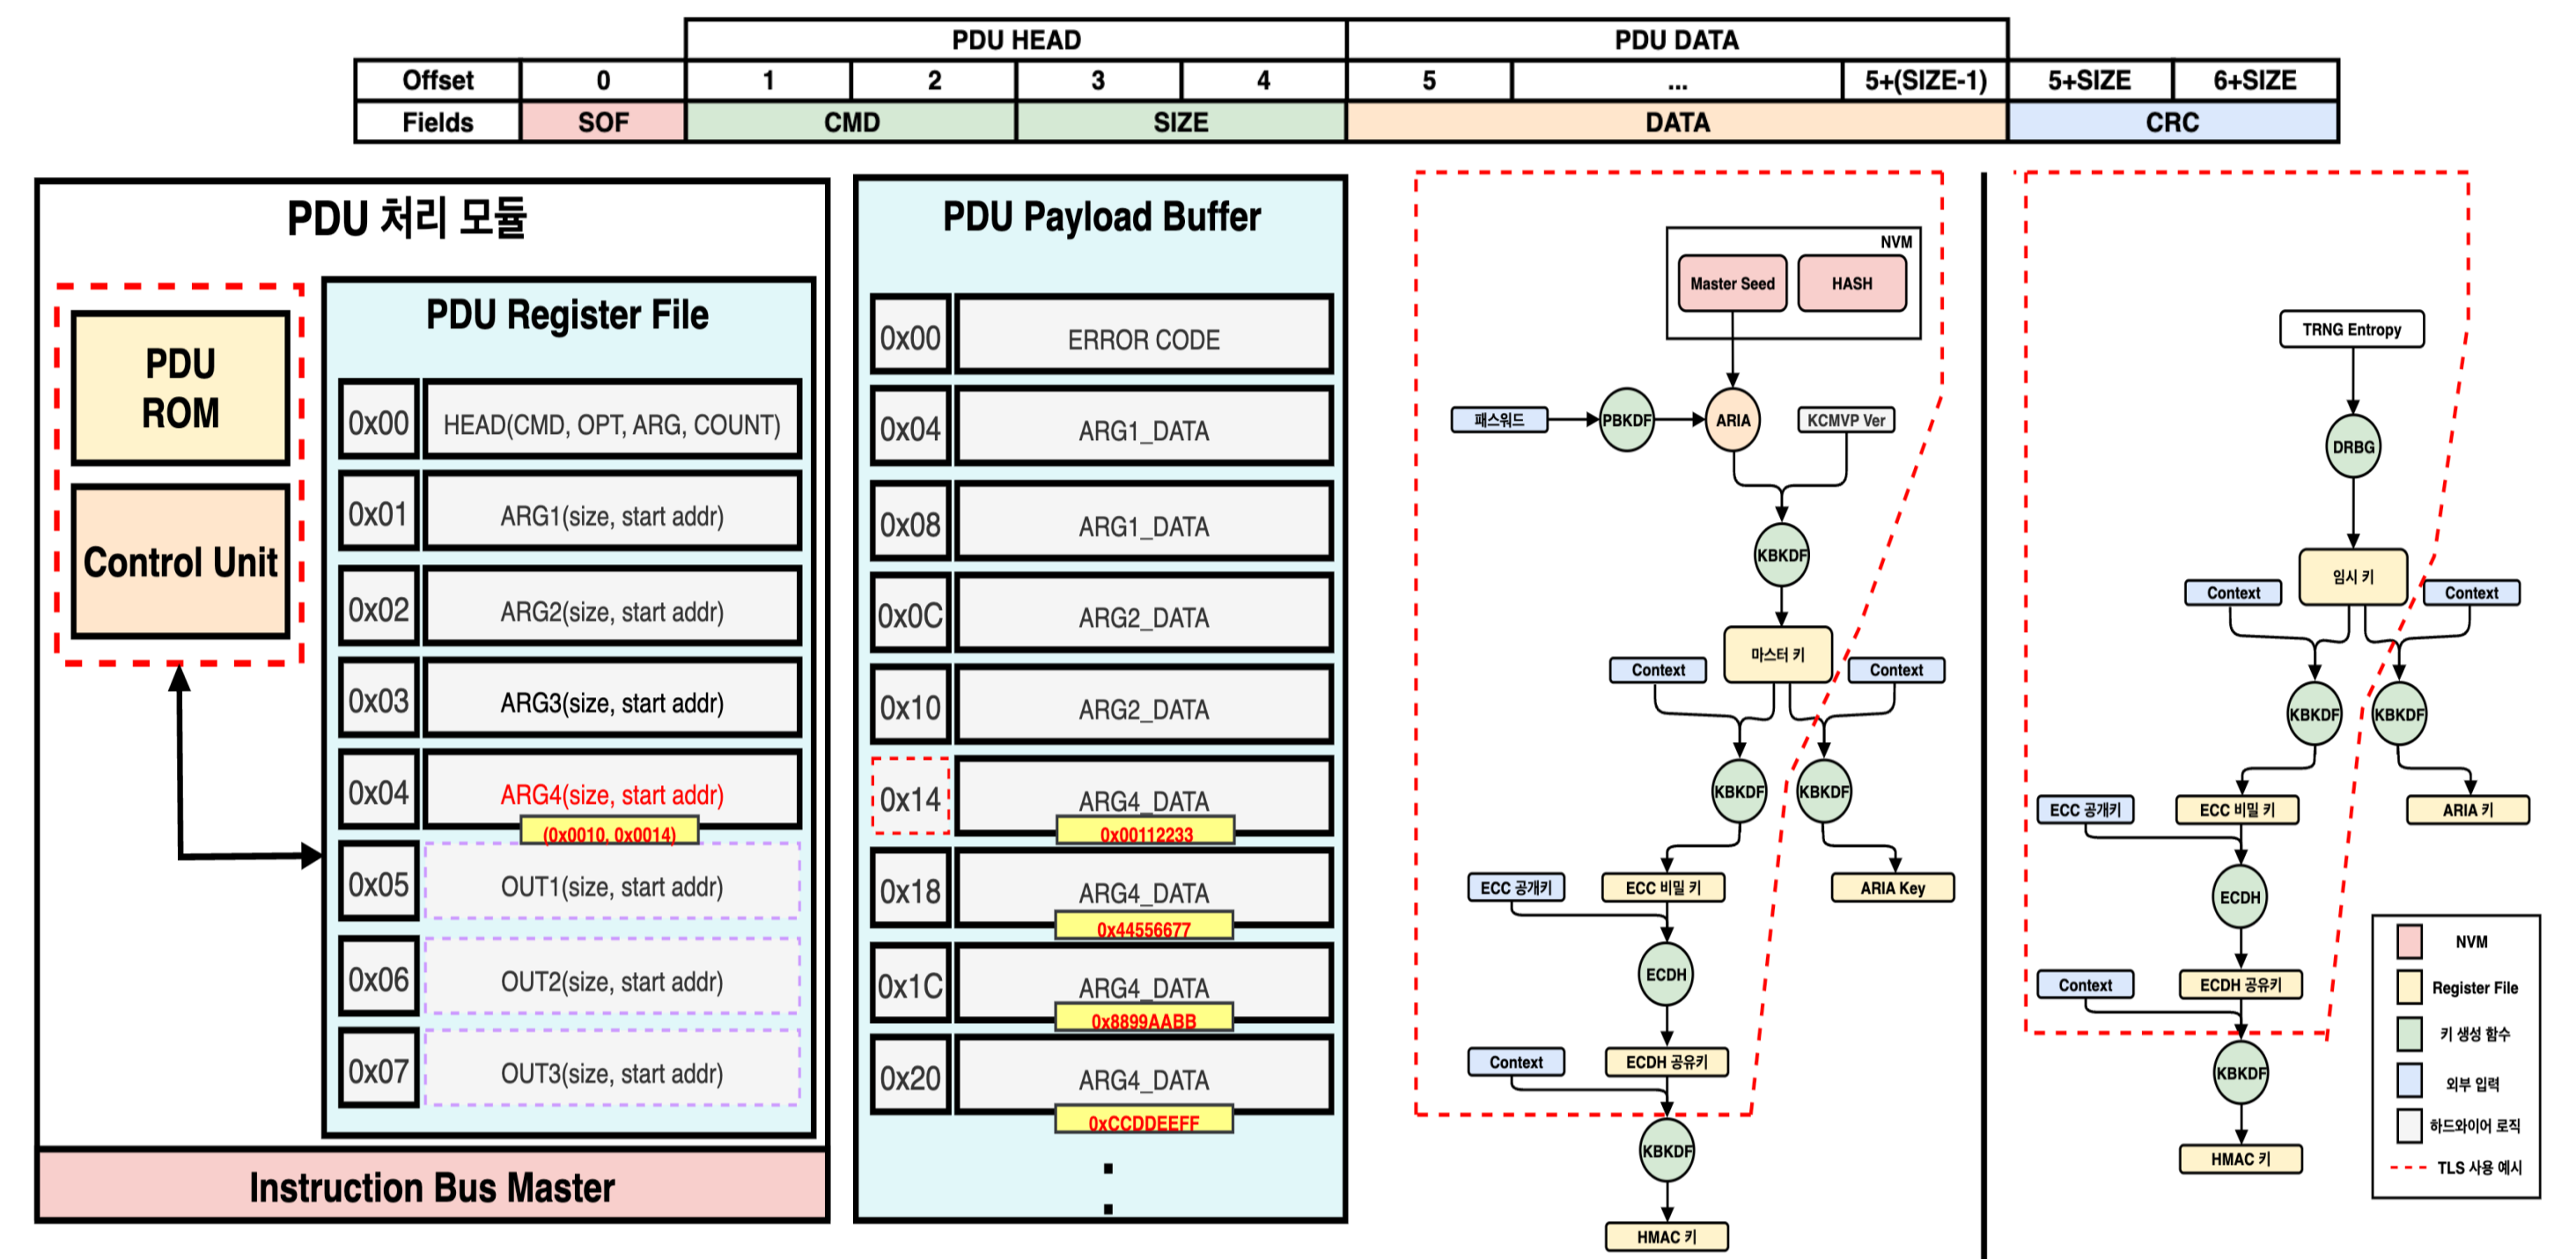 PDU HEAD PDU DATA
Offset 0 1 2 3 4 5 ... 5+(SIZE-1) 5+SIZE 6+SIZE
Fields SOF CMD SIZE DATA CRC
PDU 처리 모듈
PDU
ROM
Control Unit
PDU Register File
0x00 HEAD(CMD, OPT, ARG, COUNT)
0x01 ARG1(size, start addr)
0x02 ARG2(size, start addr)
0x03 ARG3(size, start addr)
0x04 ARG4(size, start addr)
(0x0010, 0x0014)
0x05 OUT1(size, start addr)
0x06 OUT2(size, start addr)
0x07 OUT3(size, start addr)
Instruction Bus Master
PDU Payload Buffer
0x00 ERROR CODE
0x04 ARG1_DATA
0x08 ARG1_DATA
0x0C ARG2_DATA
0x10 ARG2_DATA
0x14 ARG4_DATA
0x00112233
0x18 ARG4_DATA
0x44556677
0x1C ARG4_DATA
0x8899AABB
0x20 ARG4_DATA
0xCCDDEEFF
:
NVM
Master Seed HASH
패스워드 PBKDF ARIA KCMVP Ver
KBKDF
마스터 키
Context Context
KBKDF KBKDF
ECC 공개키 ECC 비밀 키 ARIA Key
ECDH
Context ECDH 공유키
KBKDF
HMAC 키
TRNG Entropy
DRBG
임시 키
Context Context
KBKDF KBKDF
ECC 공개키 ECC 비밀 키 ARIA 키
ECDH
Context ECDH 공유키
KBKDF
HMAC 키
NVM
Register File
키 생성 함수
외부 입력
하드와이어 로직
TLS 사용 예시